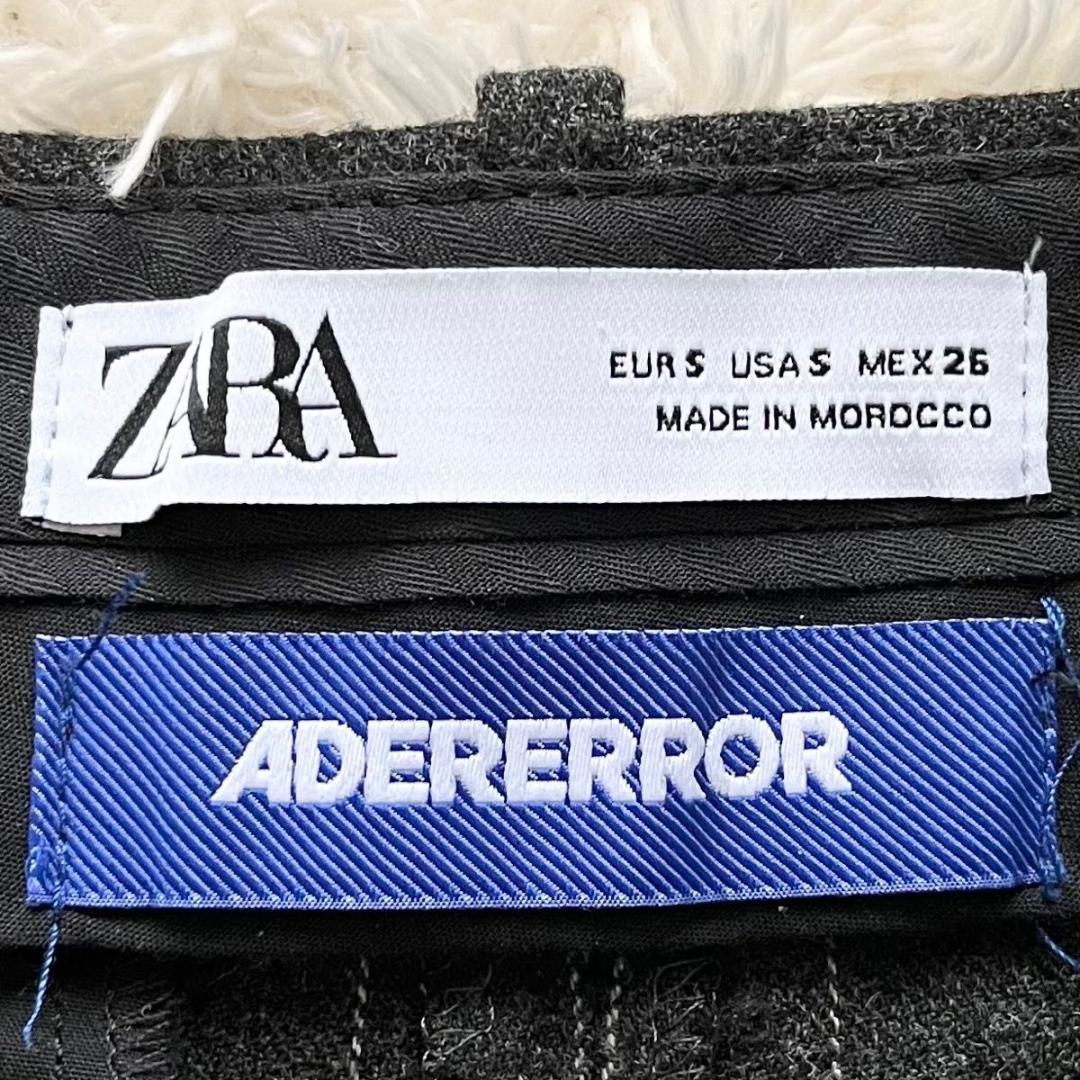 ZARA
EUR S USA S MEX 26
MADE IN MOROCCO
ADERERROR